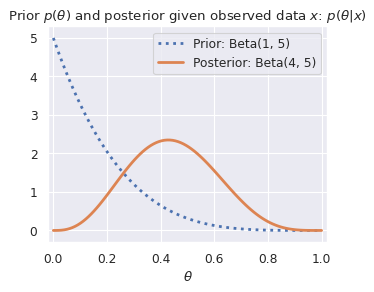 Prior p(θ) and posterior given observed data x: p(θ|x)
Prior: Beta(1, 5)
Posterior: Beta(4, 5)
5
4
3
2
1
0
0.0 0.2 0.4 0.6 0.8 1.0
θ